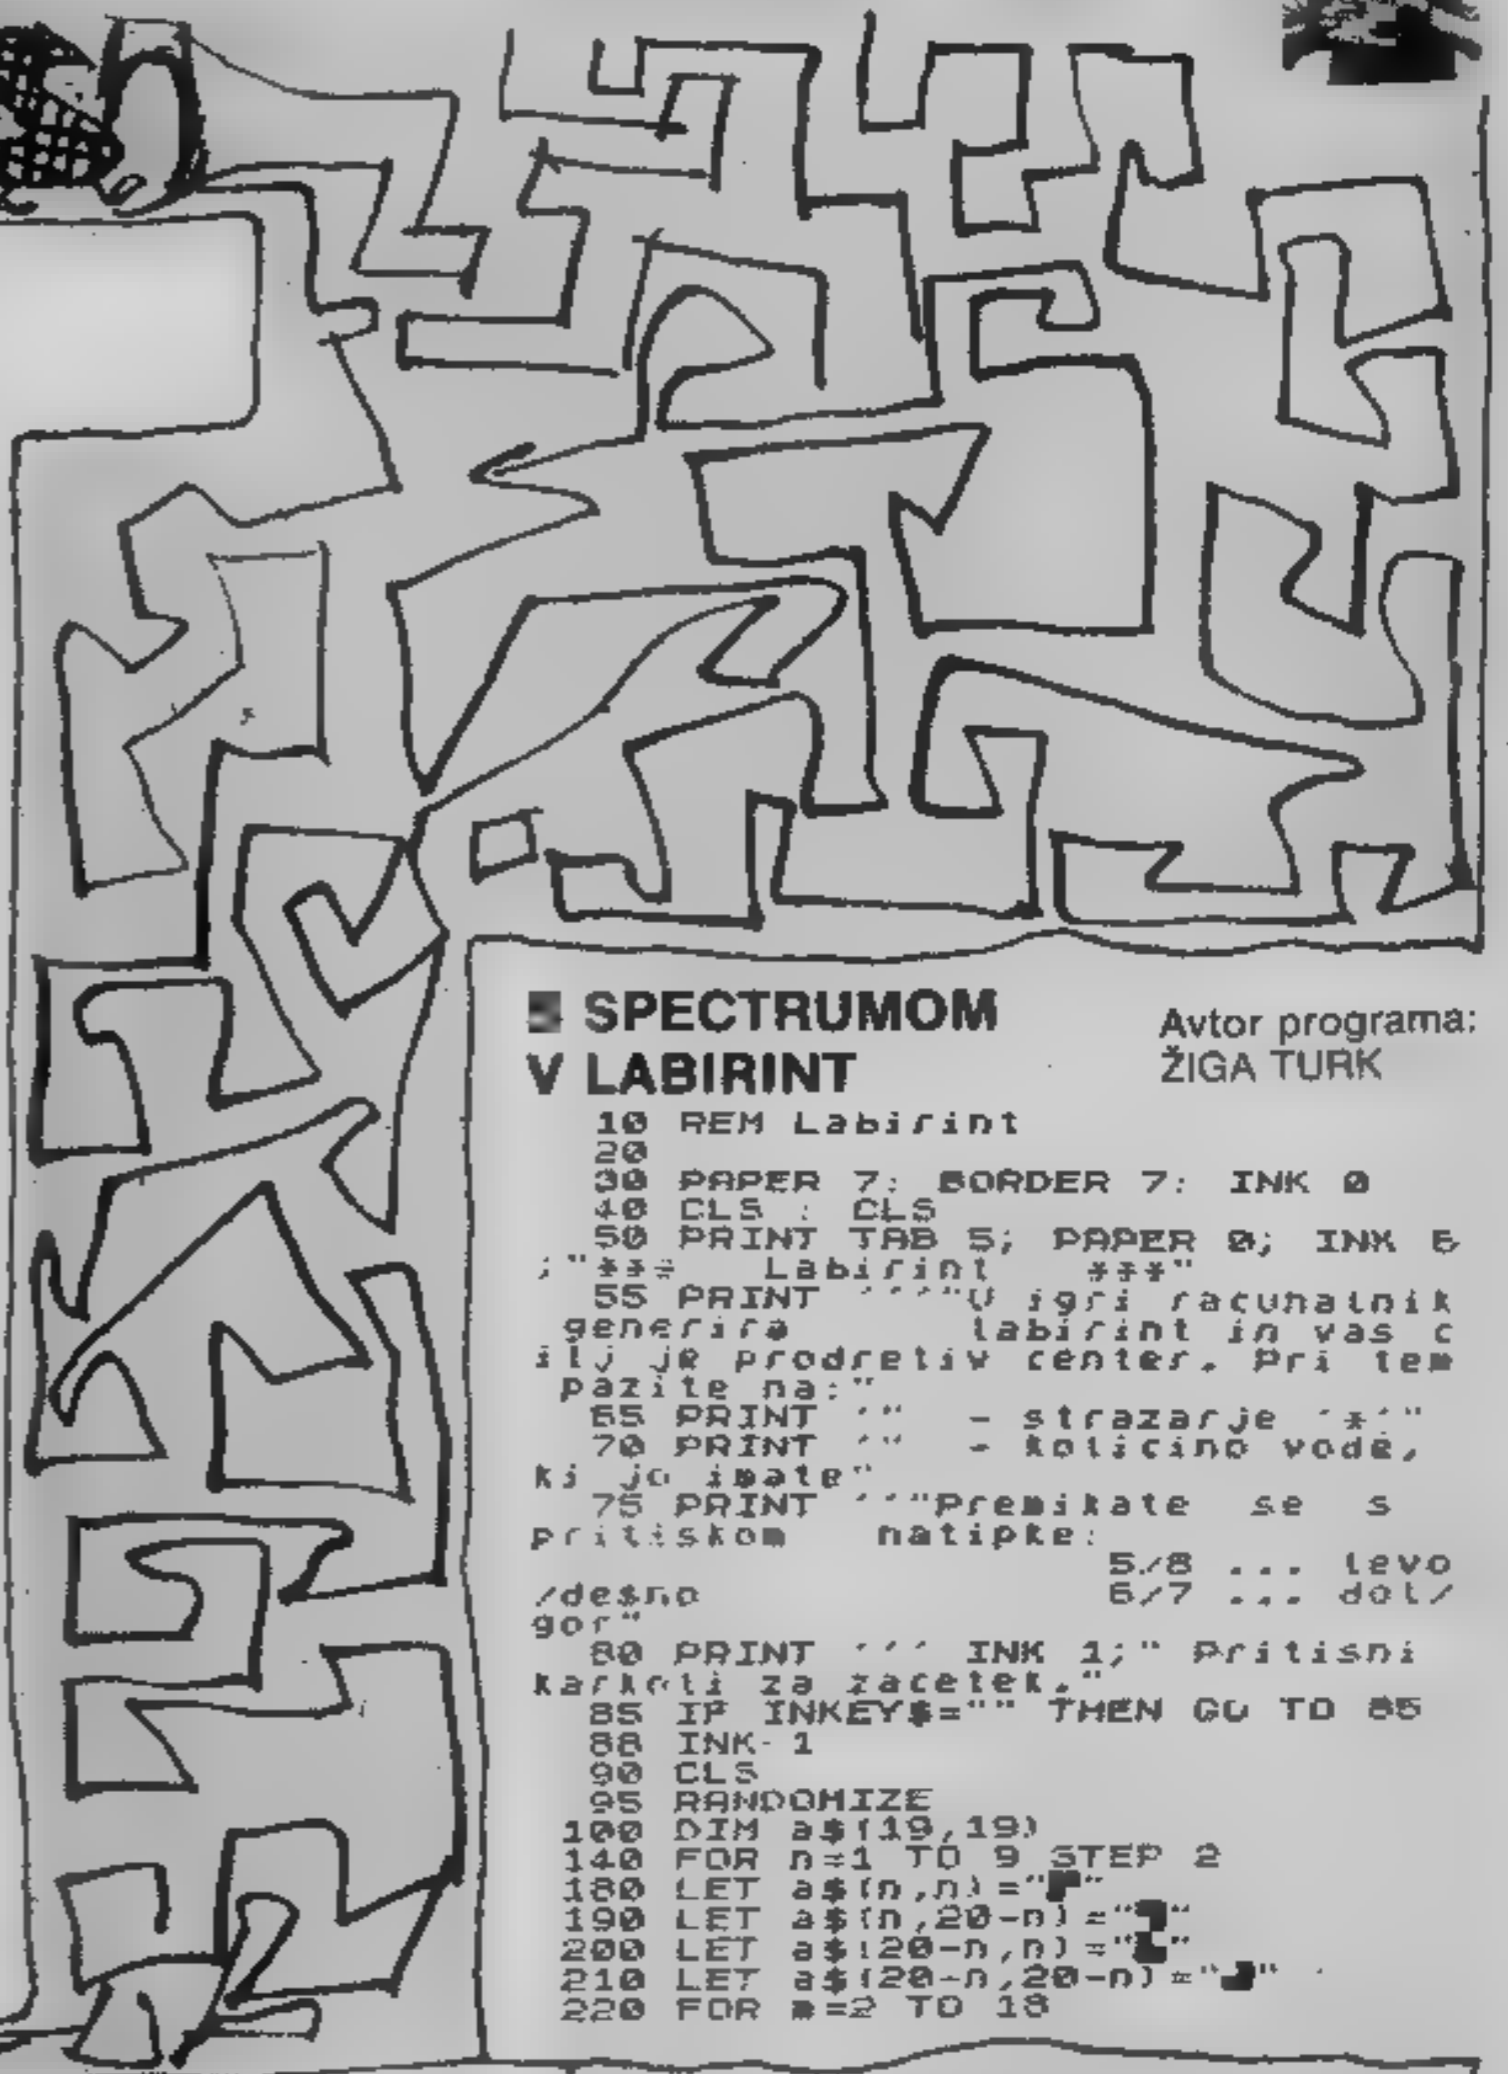 SPECTRUMOM
V LABIRINT
Avtor programa:
ŽIGA TURK
10 REM Labirint
20
30 PAPER 7: BORDER 7: INK 0
40 CLS : CLS
50 PRINT TAB 5; PAPER 0; INK 6
;"*** Labirint ***"
55 PRINT '''"V igri racunalnik
generira labirint in vas c
ilj je prodretiv center. Pri tem
pazite na:"
65 PRINT '" - strazarje '*'"
70 PRINT '" - kolicino vode,
ki jo imate"
75 PRINT ''"Premikate se s
pritiskom natipke:
5/8 ... levo
/desno 6/7 ... dol/
gor"
80 PRINT ''' INK 1;" Pritisni
karkoli za zacetek."
85 IF INKEY$="" THEN GO TO 85
88 INK 1
90 CLS
95 RANDOMIZE
100 DIM a$(19,19)
140 FOR n=1 TO 9 STEP 2
180 LET a$(n,n)="▛"
190 LET a$(n,20-n)="▜"
200 LET a$(20-n,n)="▙"
210 LET a$(20-n,20-n)="▟"
220 FOR m=2 TO 18